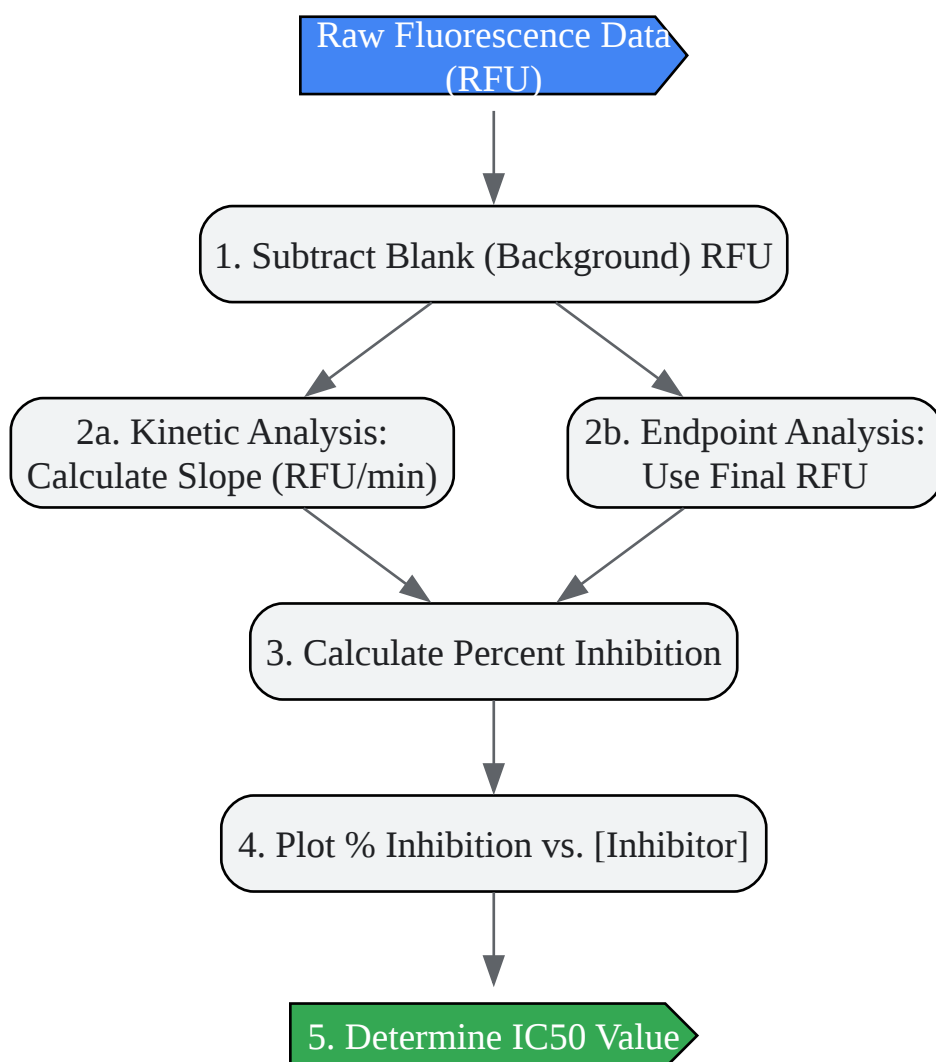 Raw Fluorescence Data
(RFU)
1. Subtract Blank (Background) RFU
2a. Kinetic Analysis:
Calculate Slope (RFU/min)
2b. Endpoint Analysis:
Use Final RFU
3. Calculate Percent Inhibition
4. Plot % Inhibition vs. [Inhibitor]
5. Determine IC50 Value